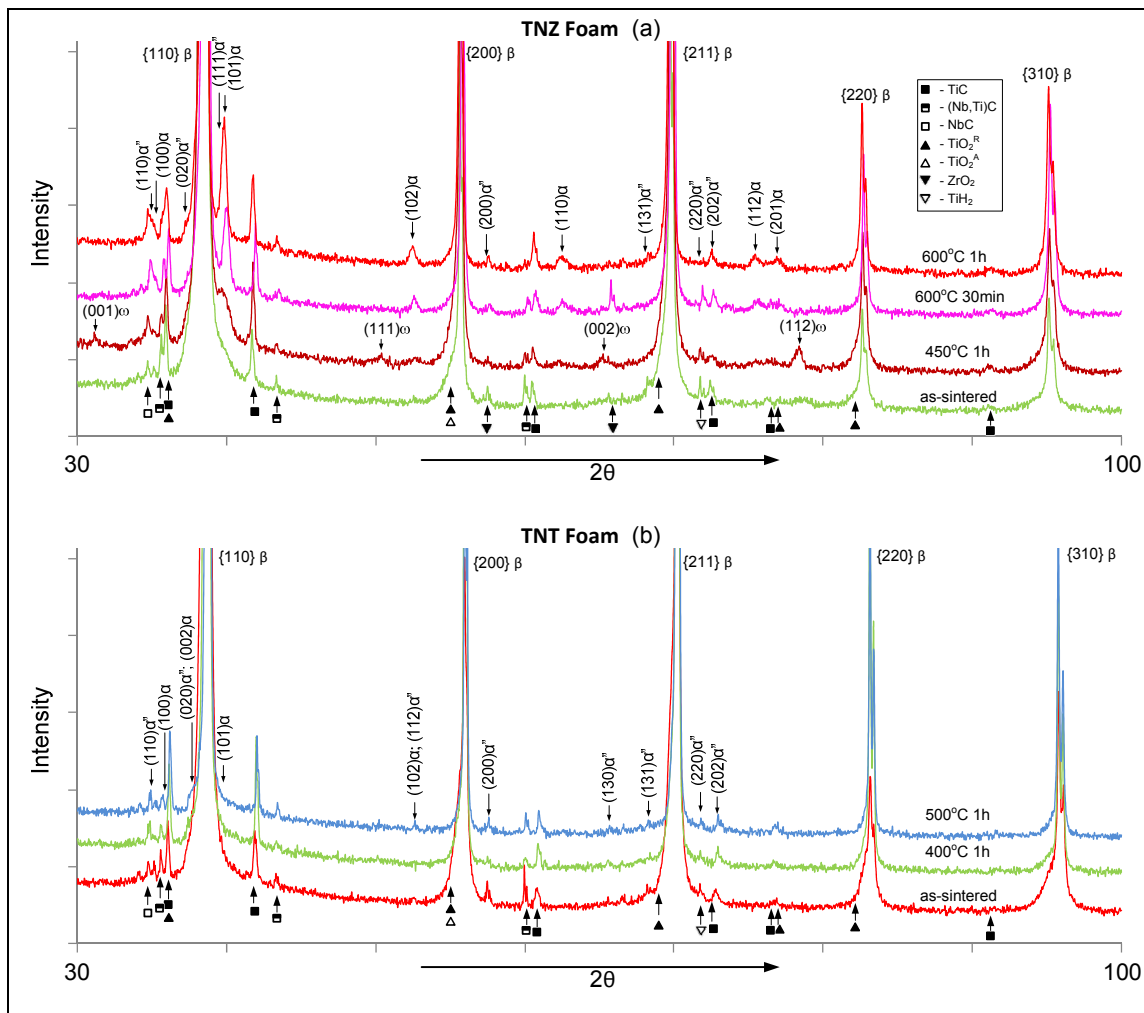 TNZ Foam (a)
{110} β
(111)α"
(101)α
{200} β
{211} β
{220} β
{310} β
- TiC
- (Nb,Ti)C
- NbC
- TiO₂ᴿ
- TiO₂ᴬ
- ZrO₂
- TiH₂
(110)α"
(100)α
(020)α"
(102)α
(200)α"
(110)α
(131)α"
(220)α"
(202)α"
(112)α
(201)α
600°C 1h
600°C 30min
(001)ω
(111)ω
(002)ω
(112)ω
450°C 1h
as-sintered
Intensity
30
2θ
100
TNT Foam (b)
{110} β
{200} β
{211} β
{220} β
{310} β
(110)α"
(100)α
(020)α"; (002)α
(101)α
(102)α; (112)α"
(200)α"
(130)α"
(131)α"
(220)α"
(202)α"
500°C 1h
400°C 1h
as-sintered
Intensity
30
2θ
100